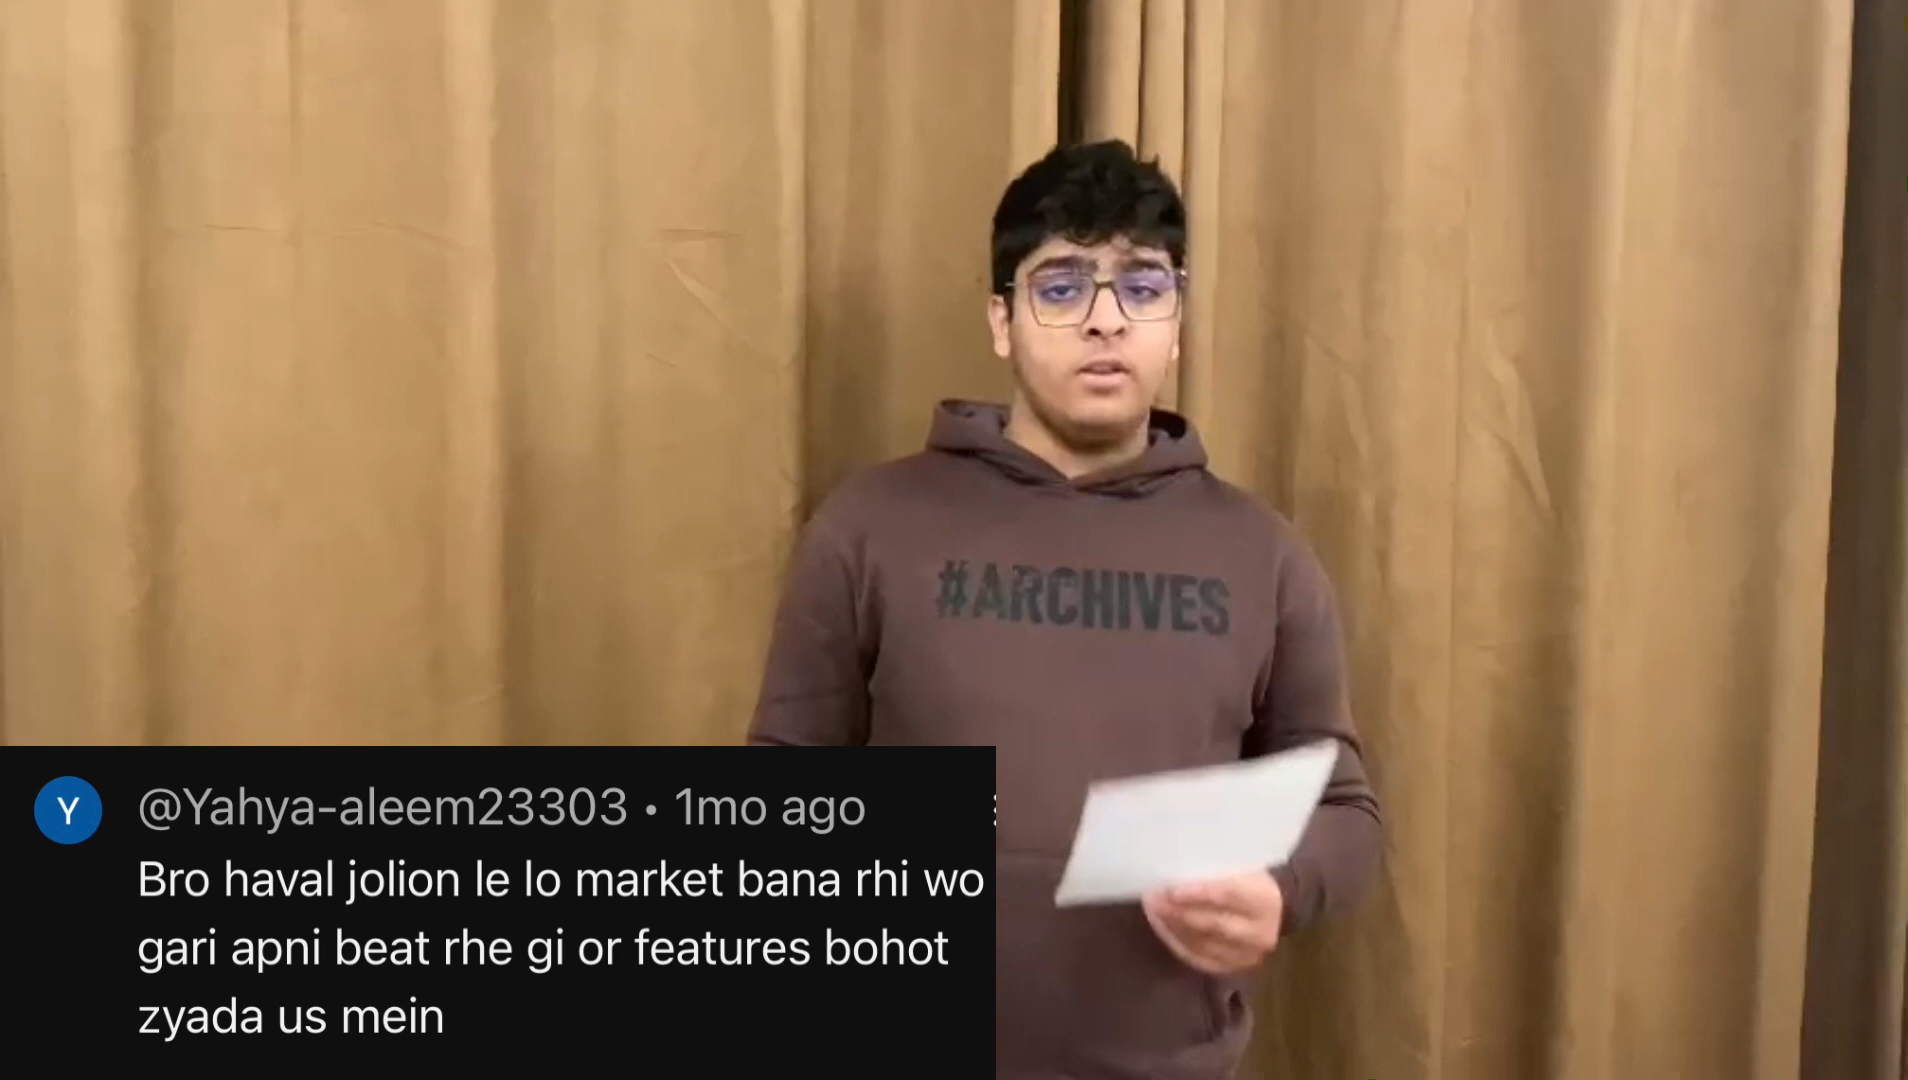 #ARCHIVES
Y
@Yahya-aleem23303 • 1mo ago
Bro haval jolion le lo market bana rhi wo
gari apni beat rhe gi or features bohot
zyada us mein